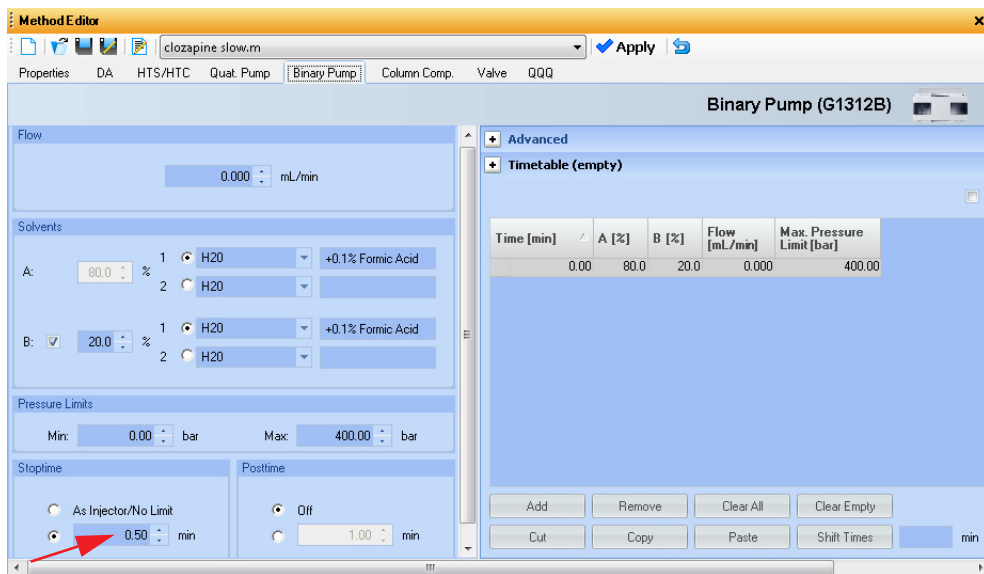 Method Editor
clozapine slow.m
Apply
Properties DA HTS/HTC Quat. Pump Binary Pump Column Comp. Valve QQQ
Binary Pump (G1312B)
Flow
0.000 mL/min
Solvents
A: 80.0 %
1 H20 +0.1% Formic Acid
2 H20
B: 20.0 %
1 H20 +0.1% Formic Acid
2 H20
Pressure Limits
Min: 0.00 bar Max: 400.00 bar
Stoptime
As Injector/No Limit
0.50 min
Posttime
Off
1.00 min
Advanced
Timetable (empty)
Time [min] A [%] B [%] Flow [mL/min] Max. Pressure Limit [bar]
0.00 80.0 20.0 0.000 400.00
Add Remove Clear All Clear Empty
Cut Copy Paste Shift Times min